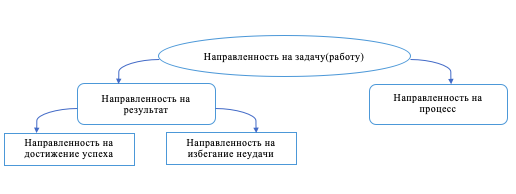 Направленность на задачу(работу)
Направленность на
результат
Направленность на
процесс
Направленность на
достижение успеха
Направленность на
избегание неудачи